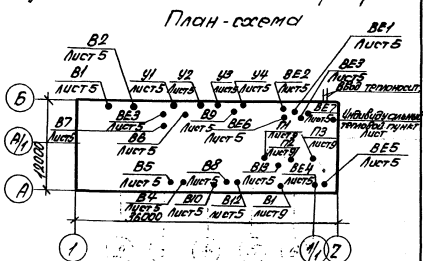 План-схема
В1
Лист 5
В2
Лист 5
У1
Лист 5
У2
У3
Лист 5
У4
ВЕ2
Лист 5
ВЕ1
Лист 5
ВЕ3
Лист 5
Ввод теплоносит.
Б
В7
Лист 5
А/1
ВЕ3
Лист 5
В6
Лист 5
В9
ВЕ6
Лист 5
П1
Лист 9
П2
П3
Лист 9
ВЕ7
Лист 5
Индивидуальный
тепловой пункт
Лист
12000
А
В5
Лист 5
В8
Лист 5
В13
Лист 5
ВЕ4
Лист 5
ВЕ5
Лист 5
В4
Лист 5
В10
Лист 5
В12
Лист 5
В1
Лист 9
36000
1
1/1
2